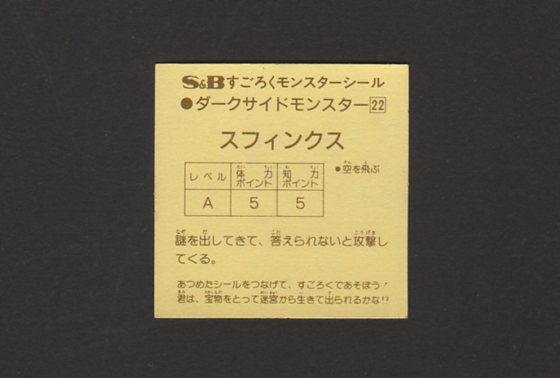 S&Bすごろくモンスターシール
●ダークサイドモンスター22
スフィンクス
レベル 体力ポイント 知力ポイント ●空を飛ぶ
A 5 5
謎を出してきて、答えられないと攻撃し
てくる。
あつめたシールをつなげて、すごろくであそぼう!
君は、宝物をとって迷宮から生きて出られるかな!?